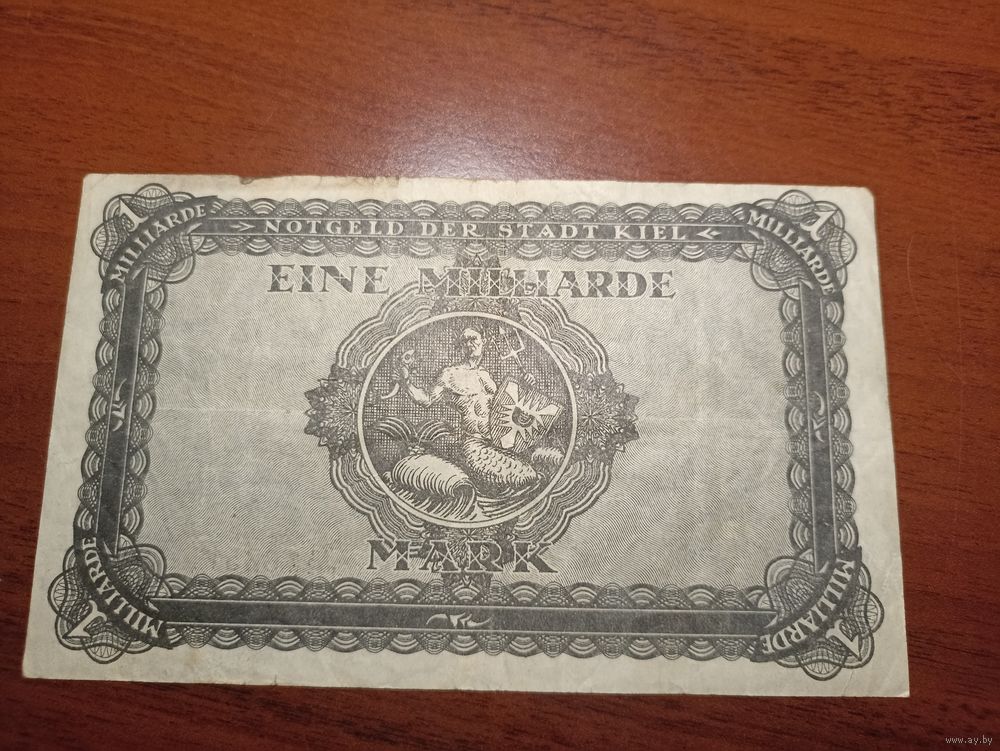 1 MILLIARDE
NOTGELD DER STADT KIEL
MILLIARDE 1
EINE MILLIARDE
MARK
1 MILLIARDE
MILLIARDE 1
www.ay.by